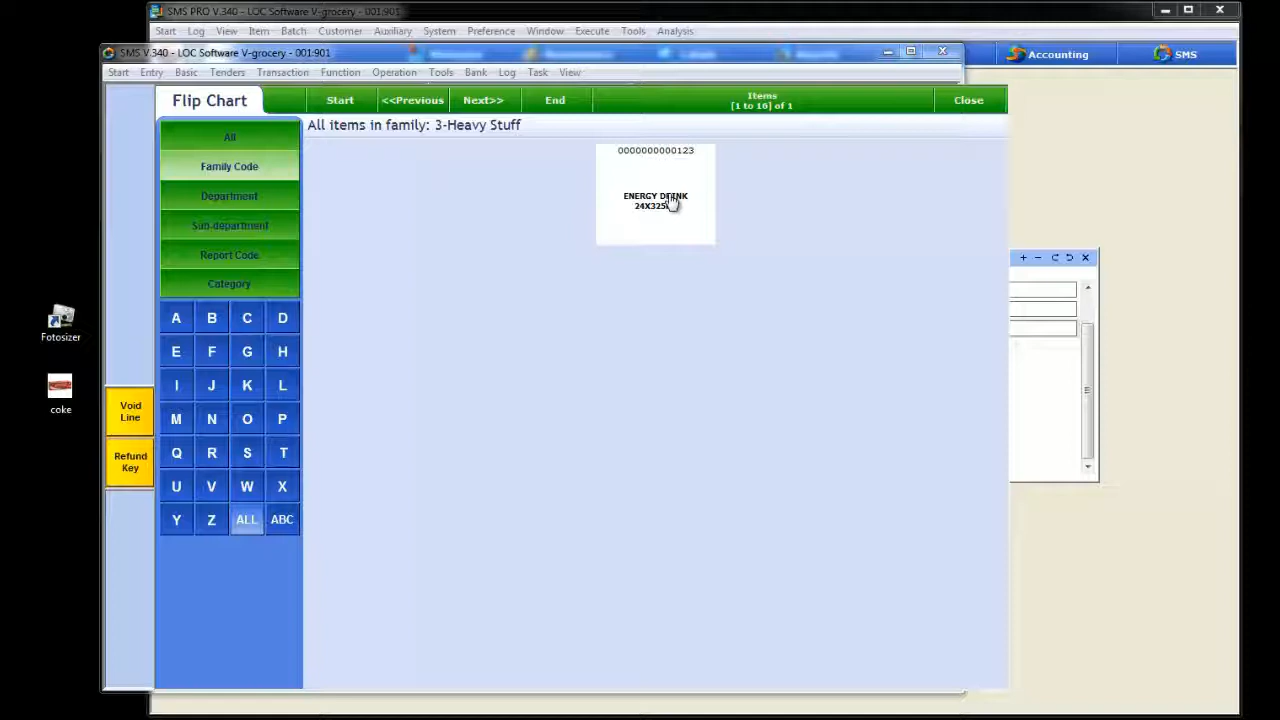 SMS PRO V.340 - LOC Software V-grocery - 001:901
Start Log View Item Batch Customer Auxiliary System Preference Window Execute Tools Analysis
SMS V.340 - LOC Software V-grocery - 001:901
Accounting SMS
Start Entry Basic Tenders Transaction Function Operation Tools Bank Log Task View
Flip Chart Start <<Previous Next>> End Items Close
[1 to 16] of 1
All items in family: 3-Heavy Stuff
All
Family Code
Department
Sub-department
Report Code
Category
0000000000123
ENERGY DRINK
A B C D
E F G H
I J K L
M N O P
Q R S T
U V W X
Y Z ALL ABC
Void
Line
Refund
Key
Fotosizer
coke